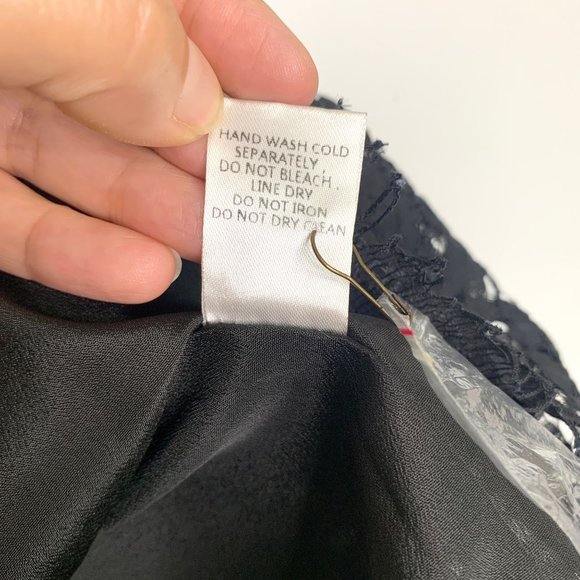 HAND WASH COLD
SEPARATELY.
DO NOT BLEACH.
LINE DRY
DO NOT IRON
DO NOT DRY CLEAN